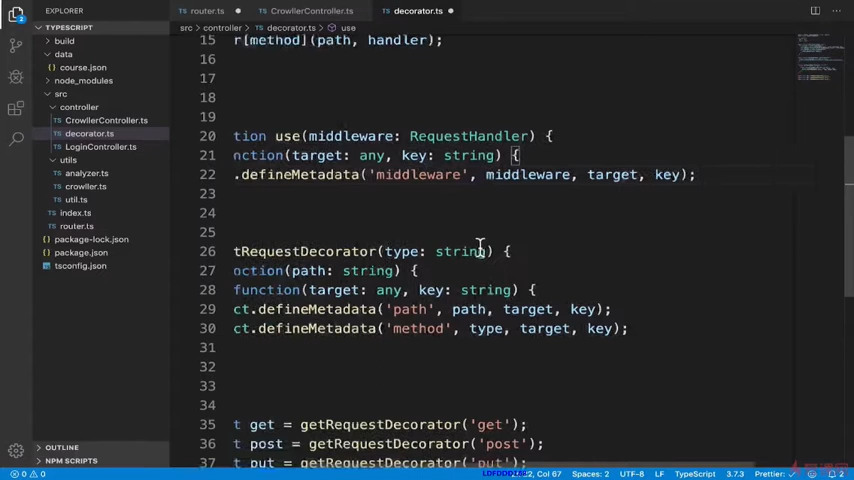 EXPLORER
router.ts
CrowllerController.ts
decorator.ts
TYPESCRIPT
src > controller > decorator.ts > use
build
data
course.json
node_modules
src
controller
CrowllerController.ts
decorator.ts
LoginController.ts
utils
analyzer.ts
crowller.ts
util.ts
index.ts
router.ts
package-lock.json
package.json
tsconfig.json
OUTLINE
NPM SCRIPTS
15 r[method](path, handler);
16
17
18
19
20 tion use(middleware: RequestHandler) {
21 nction(target: any, key: string) {
22 .defineMetadata('middleware', middleware, target, key);
23
24
25
26 tRequestDecorator(type: string) {
27 nction(path: string) {
28 function(target: any, key: string) {
29 ct.defineMetadata('path', path, target, key);
30 ct.defineMetadata('method', type, target, key);
31
32
33
34
35 t get = getRequestDecorator('get');
36 t post = getRequestDecorator('post');
37 t put = getRequestDecorator('put');
0 0 22, Col 67 Spaces: 2 UTF-8 LF TypeScript 3.7.3 Prettier: ✓ 2